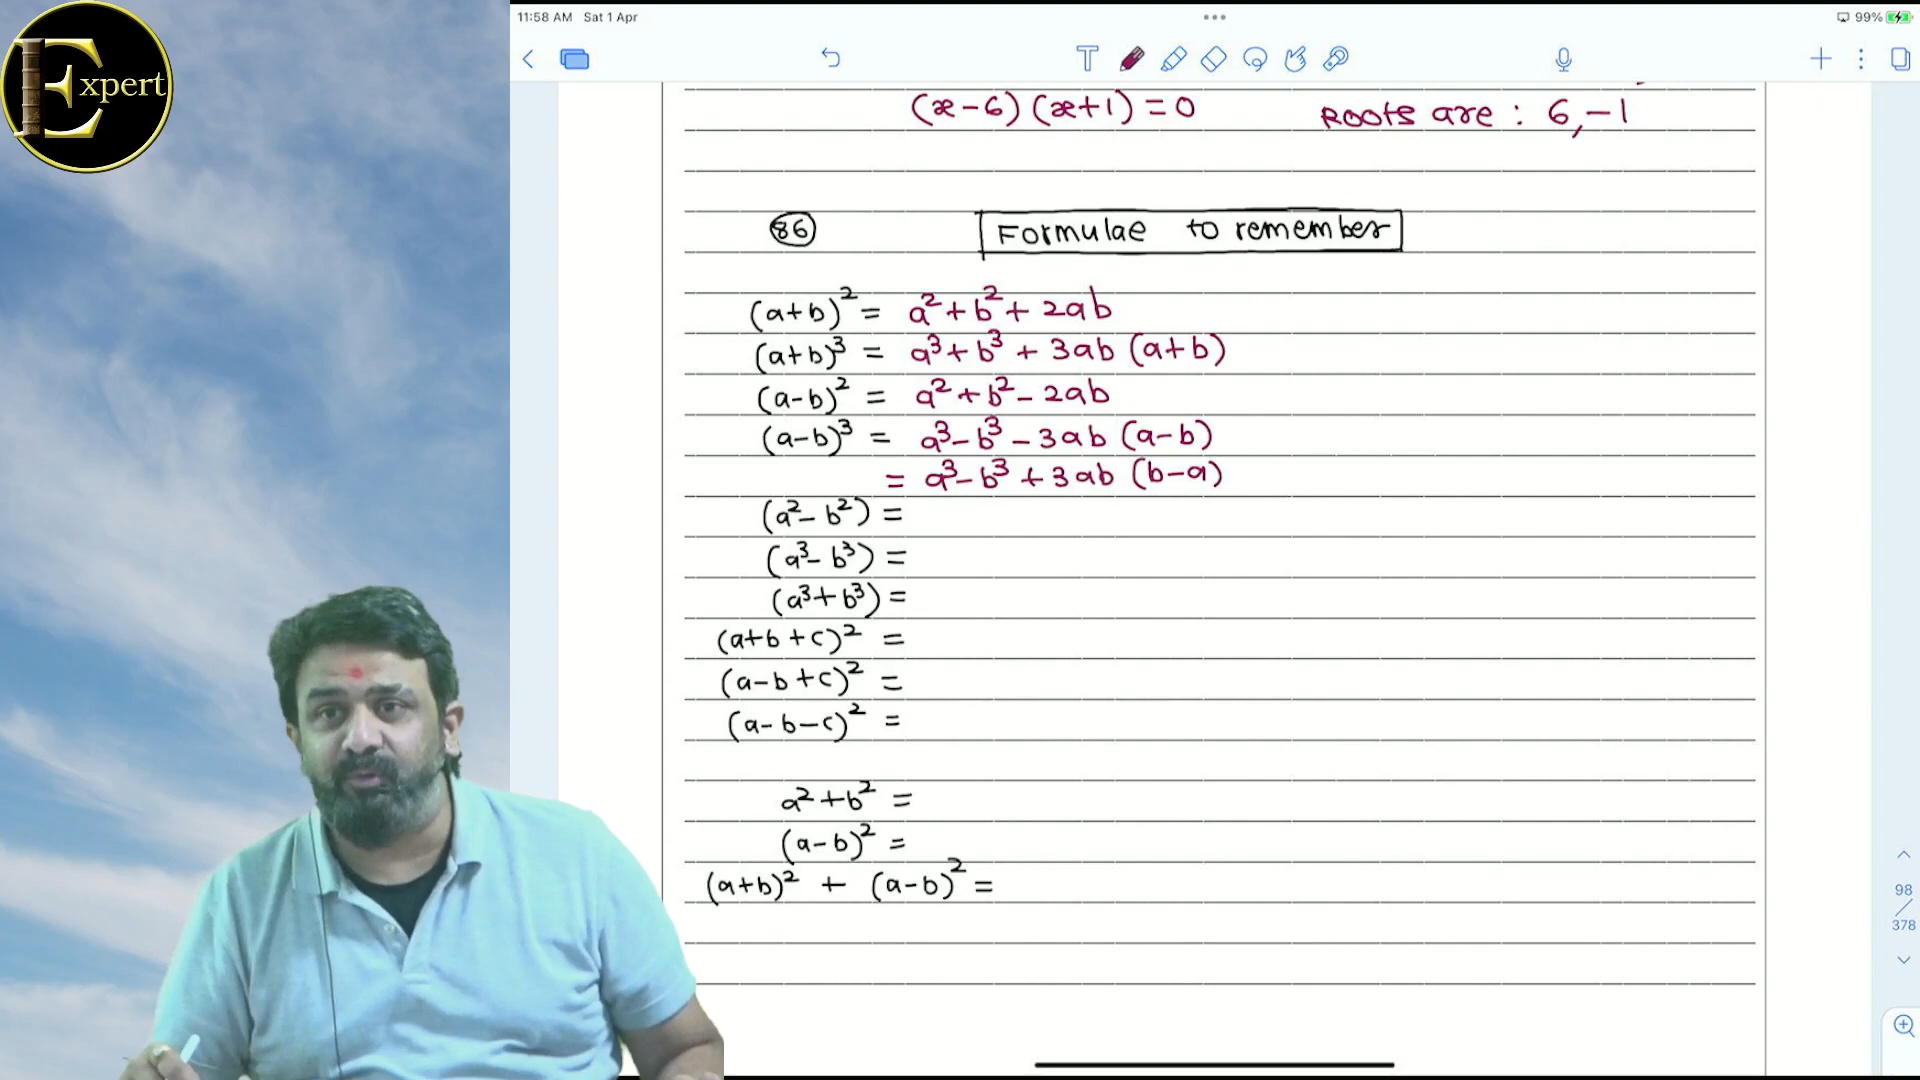 Expert
11:58 AM Sat 1 Apr
99%
(x-6)(x+1)=0 Roots are : 6,-1
86 Formulae to remember
(a+b)² = a²+b²+2ab
(a+b)³ = a³+b³+3ab(a+b)
(a-b)² = a²+b²-2ab
(a-b)³ = a³-b³-3ab(a-b)
= a³-b³+3ab(b-a)
(a²-b²) =
(a³-b³) =
(a³+b³) =
(a+b+c)² =
(a-b+c)² =
(a-b-c)² =
a²+b² =
(a-b)² =
(a+b)² + (a-b)² =
98
/
378